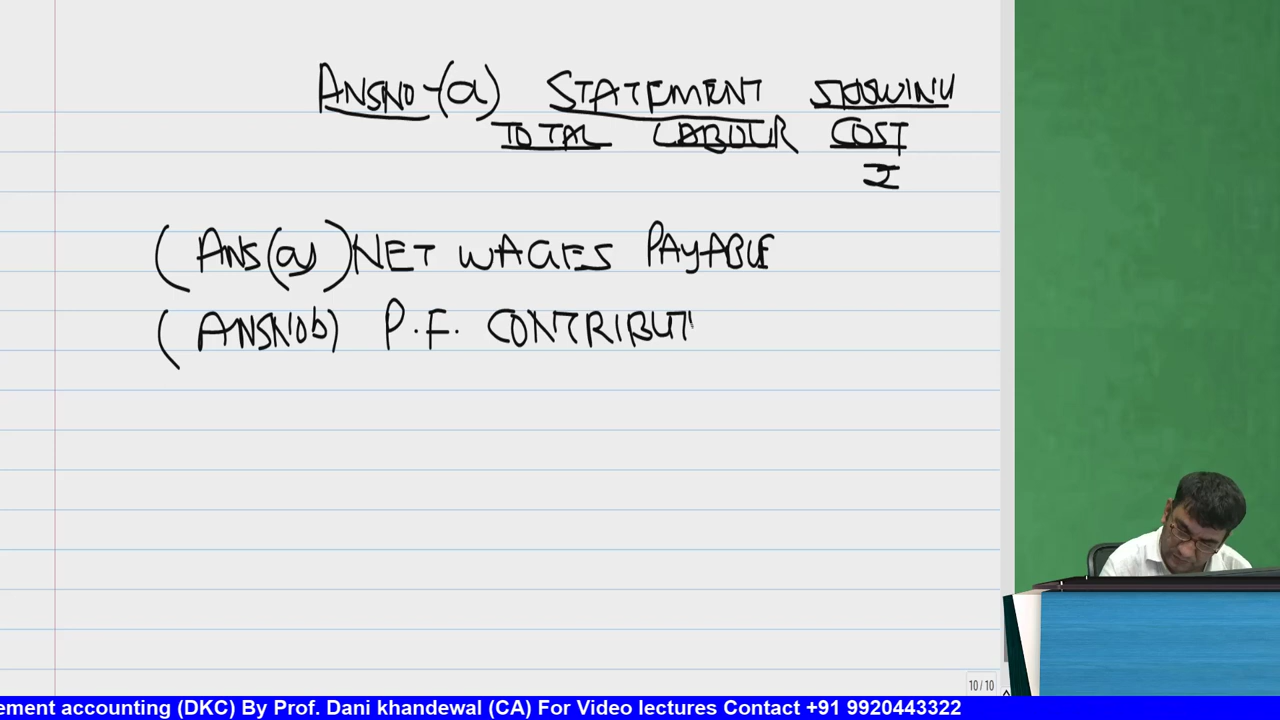 ANSNO-(a) STATEMENT SHOWING
TOTAL LABOUR COST
₹
(ANS(a)) NET WAGES PAYABLE
(ANSNOb) P.F. CONTRIBUT
10/10
ement accounting (DKC) By Prof. Dani khandewal (CA) For Video lectures Contact +91 9920443322